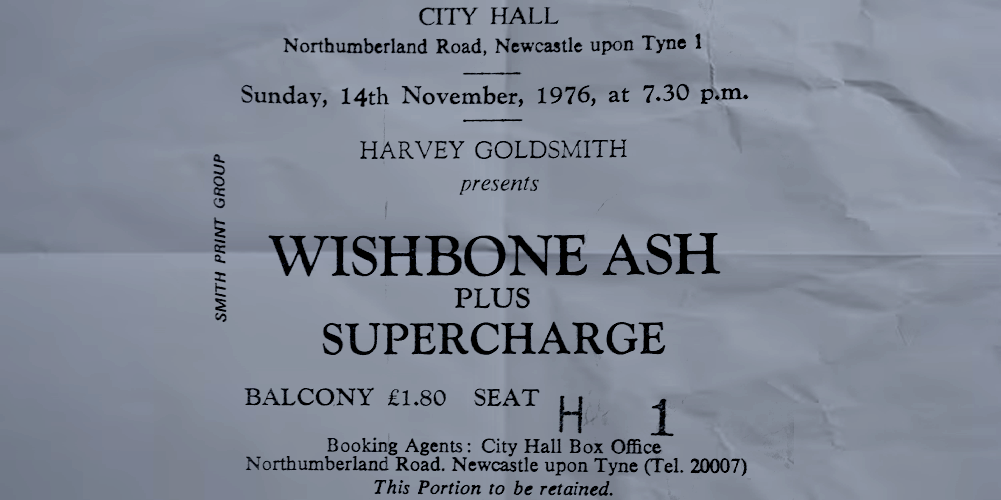 CITY HALL
Northumberland Road, Newcastle upon Tyne 1
Sunday, 14th November, 1976, at 7.30 p.m.
HARVEY GOLDSMITH
presents
SMITH PRINT GROUP
WISHBONE ASH
PLUS
SUPERCHARGE
BALCONY £1.80 SEAT H 1
Booking Agents: City Hall Box Office
Northumberland Road. Newcastle upon Tyne (Tel. 20007)
This Portion to be retained.